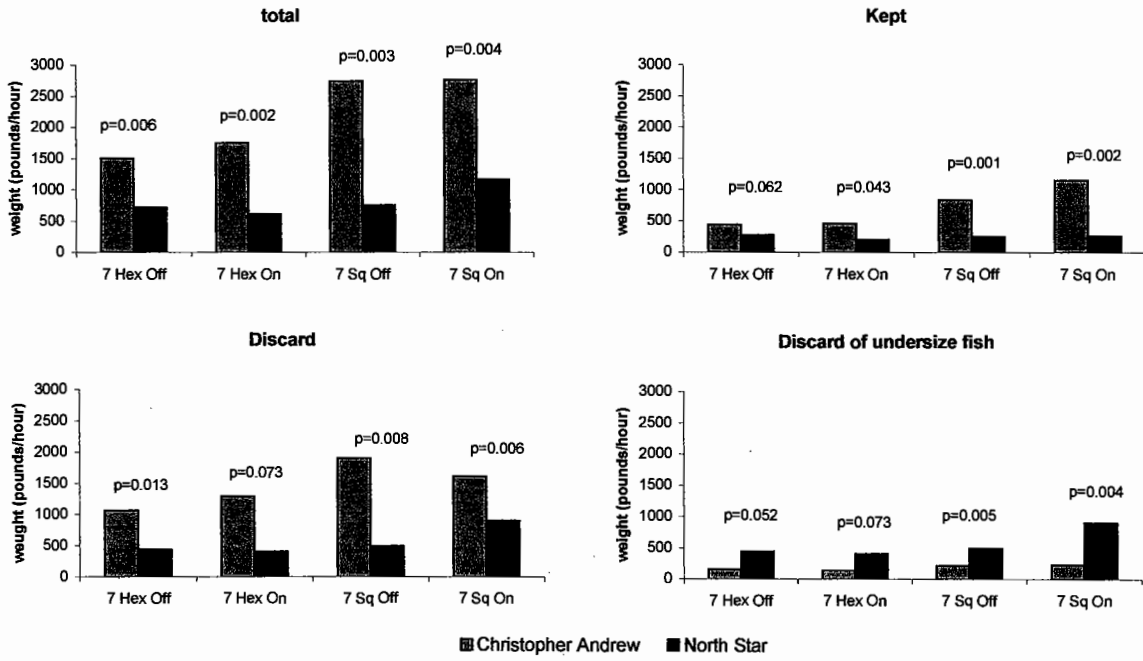 total
p=0.006 p=0.002 p=0.003 p=0.004
weight (pounds/hour)
3000
2500
2000
1500
1000
500
0
7 Hex Off 7 Hex On 7 Sq Off 7 Sq On
Kept
p=0.062 p=0.043 p=0.001 p=0.002
weight (pounds/hour)
3000
2500
2000
1500
1000
500
0
7 Hex Off 7 Hex On 7 Sq Off 7 Sq On
Discard
p=0.013 p=0.073 p=0.008 p=0.006
weught (pounds/hour)
3000
2500
2000
1500
1000
500
0
7 Hex Off 7 Hex On 7 Sq Off 7 Sq On
Discard of undersize fish
p=0.052 p=0.073 p=0.005 p=0.004
weight (pounds/hour)
3000
2500
2000
1500
1000
500
0
7 Hex Off 7 Hex On 7 Sq Off 7 Sq On
Christopher Andrew North Star